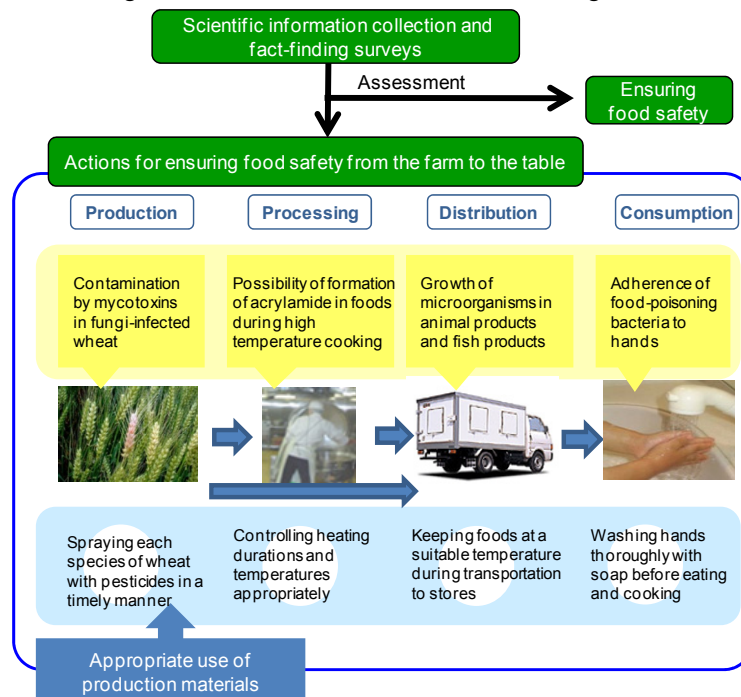 Scientific information collection and
fact-finding surveys
Assessment
Ensuring
food safety
Actions for ensuring food safety from the farm to the table
Production
Processing
Distribution
Consumption
Contamination
by mycotoxins
in fungi-infected
wheat
Possibility of formation
of acrylamide in foods
during high
temperature cooking
Growth of
microorganisms in
animal products
and fish products
Adherence of
food-poisoning
bacteria to
hands
Spraying each
species of wheat
with pesticides in a
timely manner
Controlling heating
durations and
temperatures
appropriately
Keeping foods at a
suitable temperature
during transportation
to stores
Washing hands
thoroughly with
soap before eating
and cooking
Appropriate use of
production materials